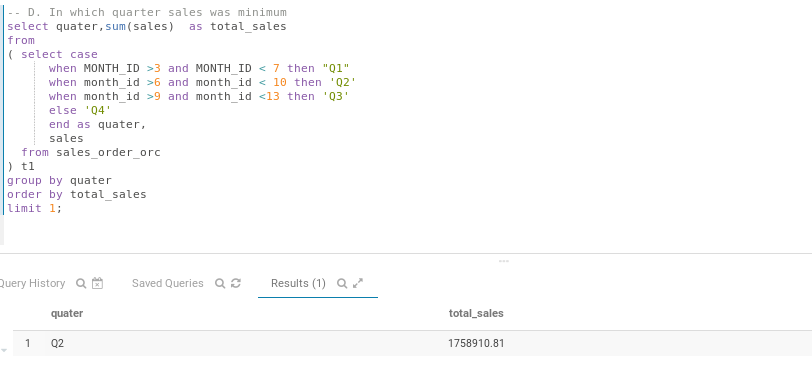 -- D. In which quarter sales was minimum
select quater,sum(sales)  as total_sales
from
( select case
      when MONTH_ID >3 and MONTH_ID < 7 then "Q1"
      when month_id >6 and month_id < 10 then 'Q2'
      when month_id >9 and month_id <13 then 'Q3'
      else 'Q4'
      end as quater,
      sales
  from sales_order_orc
) t1
group by quater
order by total_sales
limit 1;
Query History Saved Queries Results (1)
quater total_sales
1 Q2 1758910.81